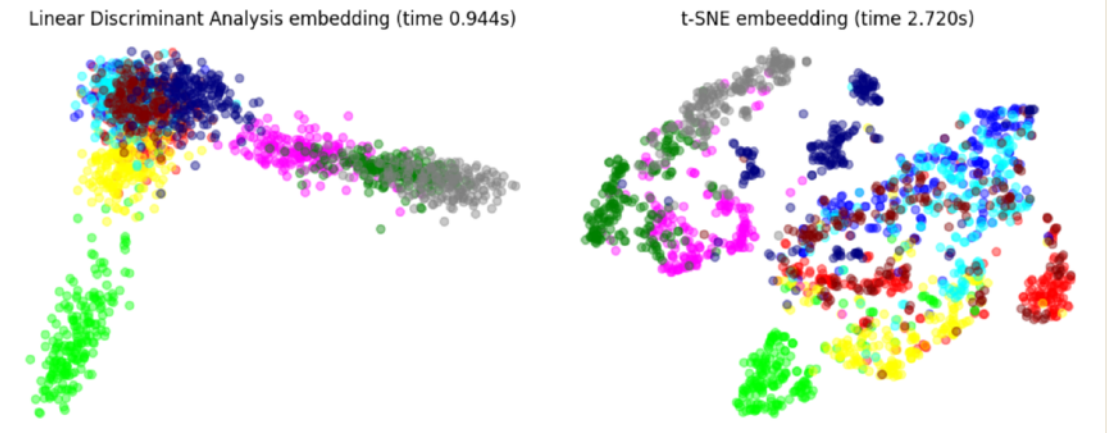 Linear Discriminant Analysis embedding (time 0.944s)
t-SNE embeedding (time 2.720s)